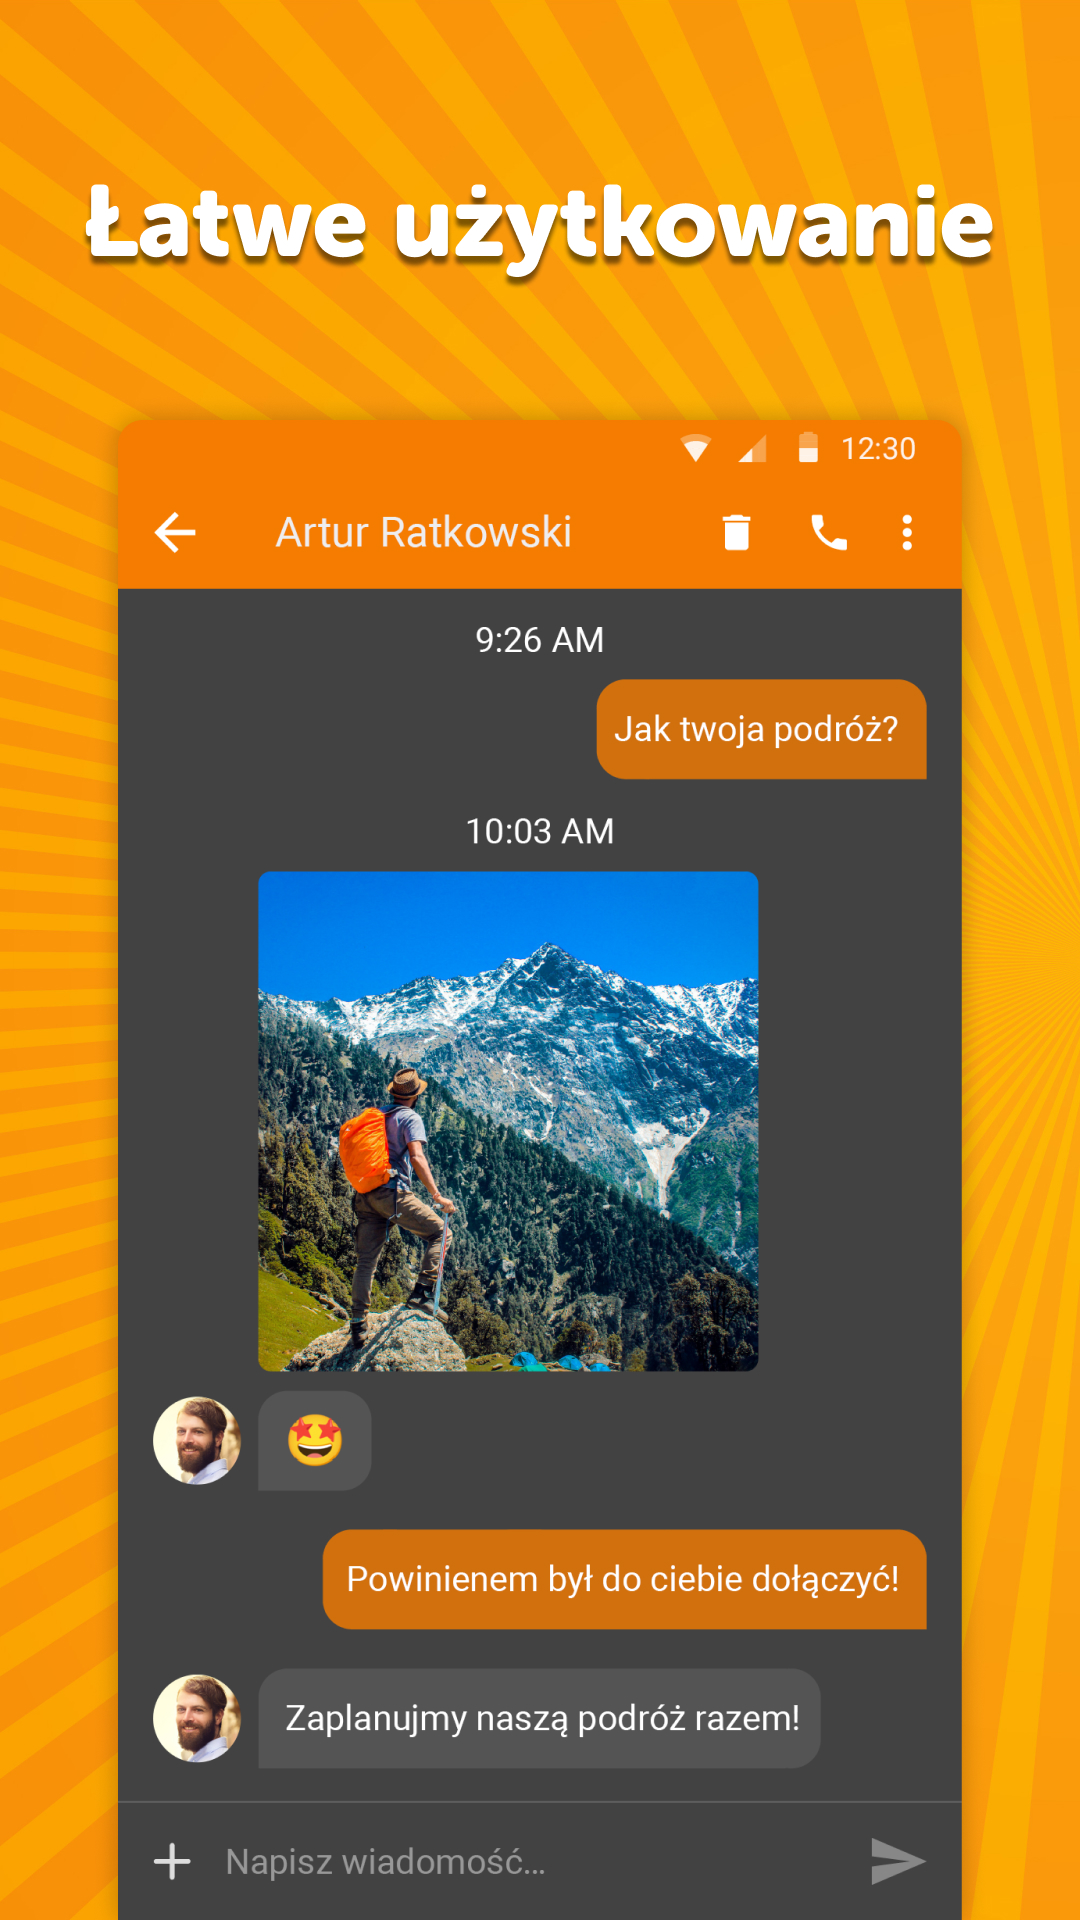 Łatwe użytkowanie
12:30
Artur Ratkowski
9:26 AM
Jak twoja podróż?
10:03 AM
Powinienem był do ciebie dołączyć!
Zaplanujmy naszą podróż razem!
Napisz wiadomość...